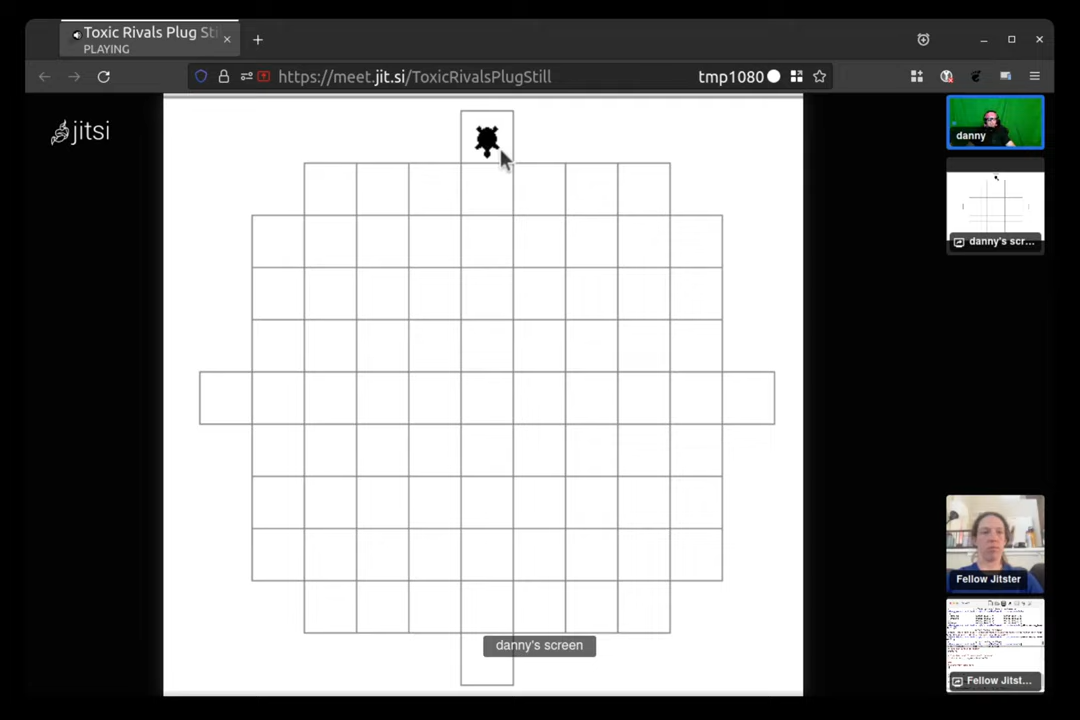 Toxic Rivals Plug Sti
PLAYING
https://meet.jit.si/ToxicRivalsPlugStill
tmp1080
jitsi
danny
danny's scr...
danny's screen
Fellow Jitster
Fellow Jitst...